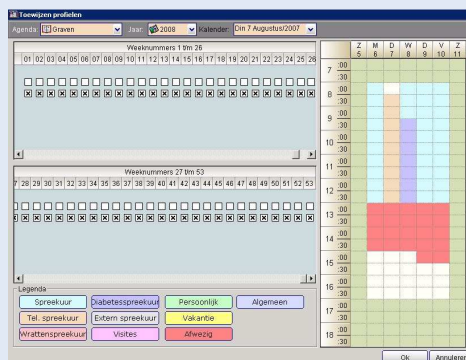 Toewijzen profielen
Agenda: Graven Jaar: 2008 Kalender: Din 7 Augustus/2007
Weeknummers 1 t/m 26
01 02 03 04 05 06 07 08 09 10 11 12 13 14 15 16 17 18 19 20 21 22 23 24 25 26
Weeknummers 27 t/m 53
7 28 29 30 31 32 33 34 35 36 37 38 39 40 41 42 43 44 45 46 47 48 49 50 51 52 53
Legenda
Spreekuur Diabetesspreekuur Persoonlijk Algemeen
Tel. spreekuur Extern spreekuur Vakantie
Wrattenspreekuur Visites Afwezig
Z M D W D V Z
5 6 7 8 9 10 11
7 :00
:30
8 :00
:30
9 :00
:30
10 :00
:30
11 :00
:30
12 :00
:30
13 :00
:30
14 :00
:30
15 :00
:30
16 :00
:30
17 :00
:30
18 :00
:30
Ok Annuleren